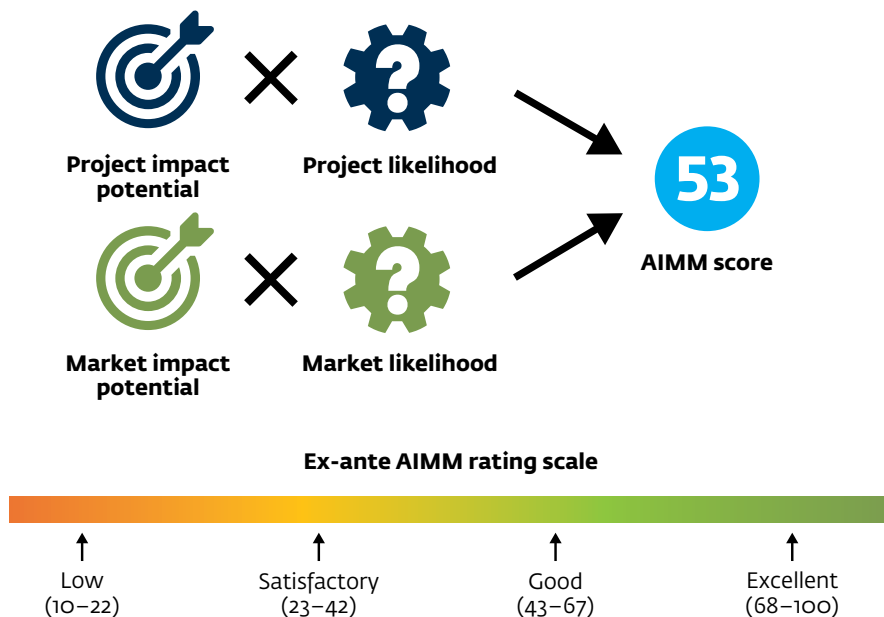 ?
Project impact
potential
Project likelihood
53
AIMM score
?
Market impact
potential
Market likelihood
Ex-ante AIMM rating scale
Low
(10–22)
Satisfactory
(23–42)
Good
(43–67)
Excellent
(68–100)